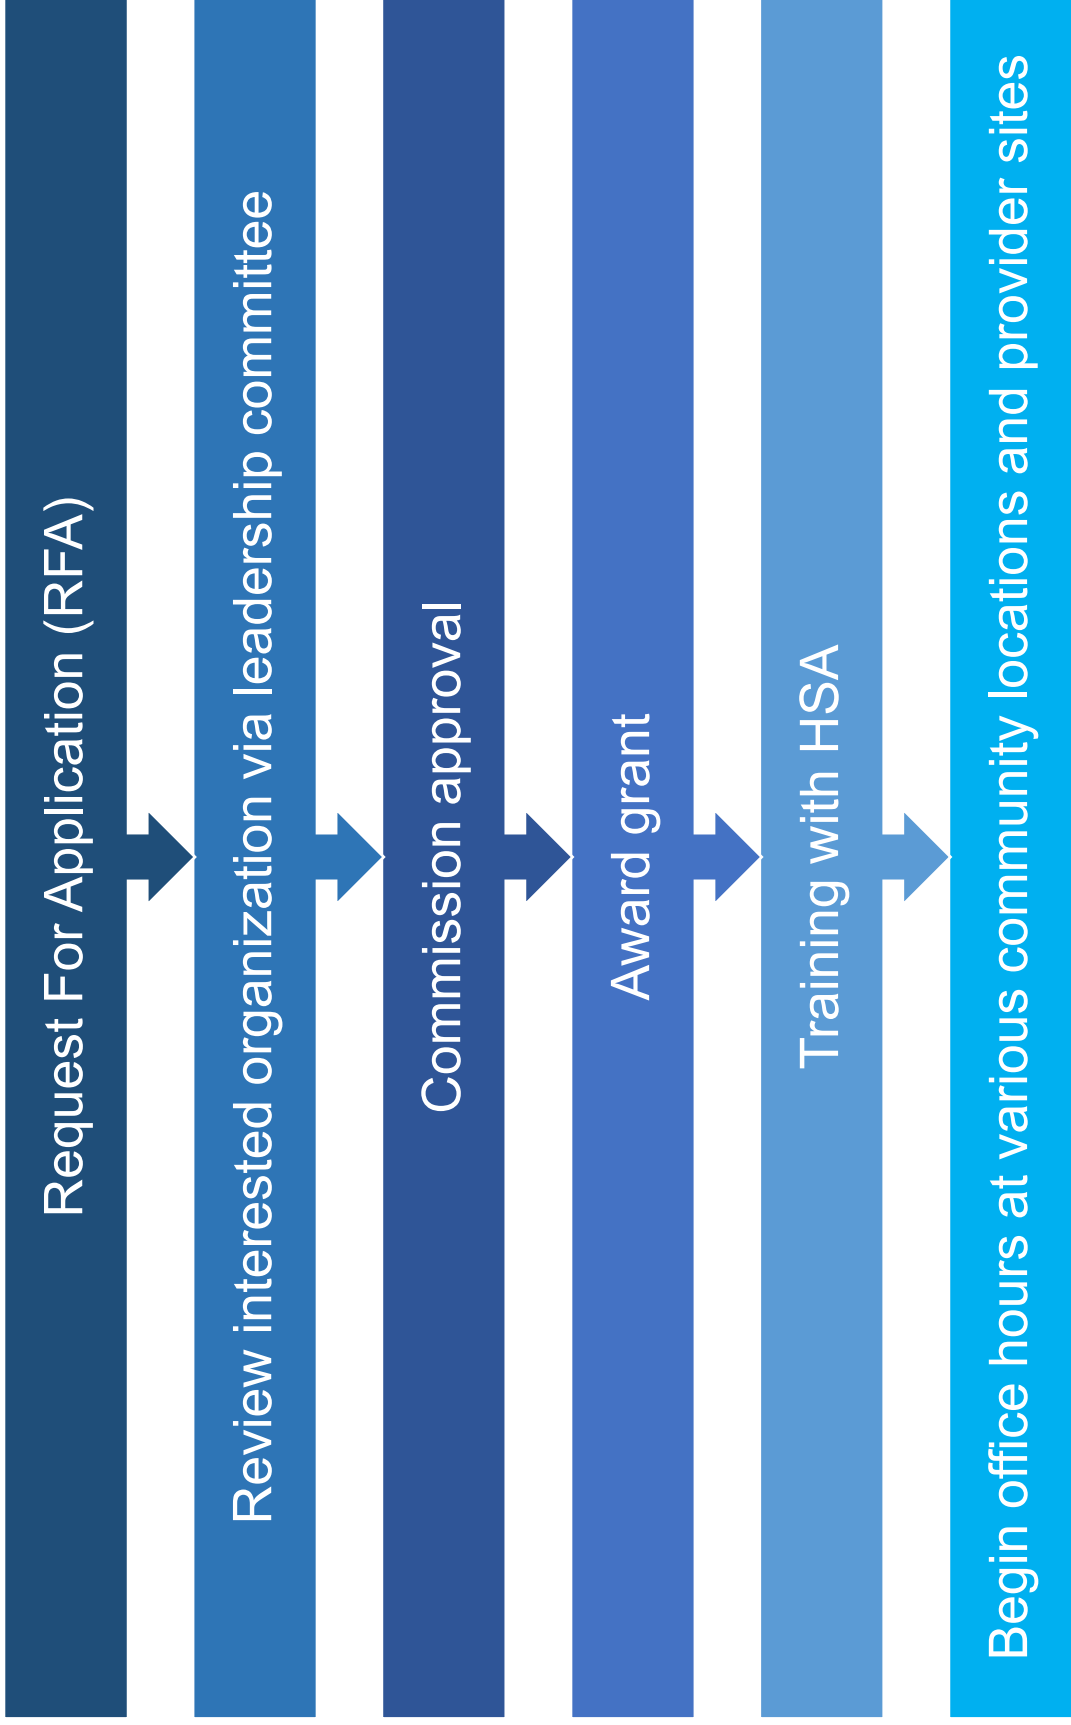 Request For Application (RFA)
Review interested organization via leadership committee
Commission approval
Award grant
Training with HSA
Begin office hours at various community locations and provider sites